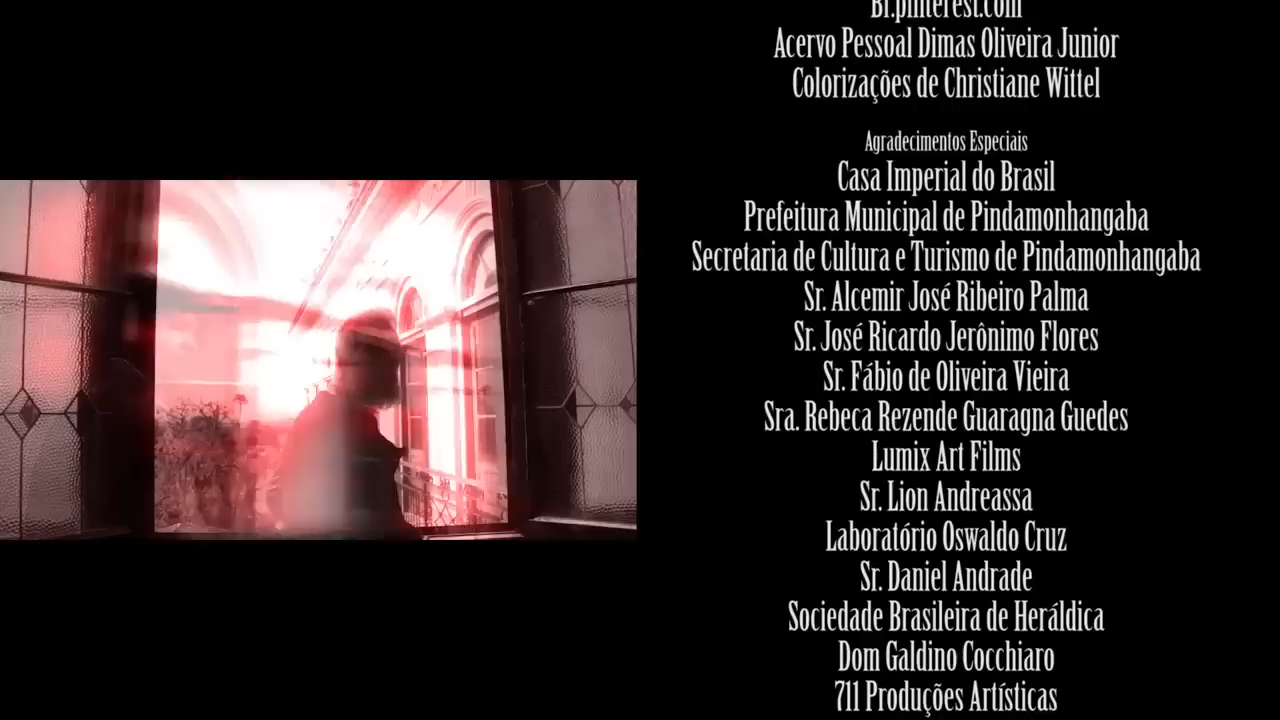 Br.pinterest.com
Acervo Pessoal Dimas Oliveira Junior
Colorizações de Christiane Wittel
Agradecimentos Especiais
Casa Imperial do Brasil
Prefeitura Municipal de Pindamonhangaba
Secretaria de Cultura e Turismo de Pindamonhangaba
Sr. Alcemir José Ribeiro Palma
Sr. José Ricardo Jerônimo Flores
Sr. Fábio de Oliveira Vieira
Sra. Rebeca Rezende Guaragna Guedes
Lumix Art Films
Sr. Lion Andreassa
Laboratório Oswaldo Cruz
Sr. Daniel Andrade
Sociedade Brasileira de Heráldica
Dom Galdino Cocchiaro
711 Produções Artísticas